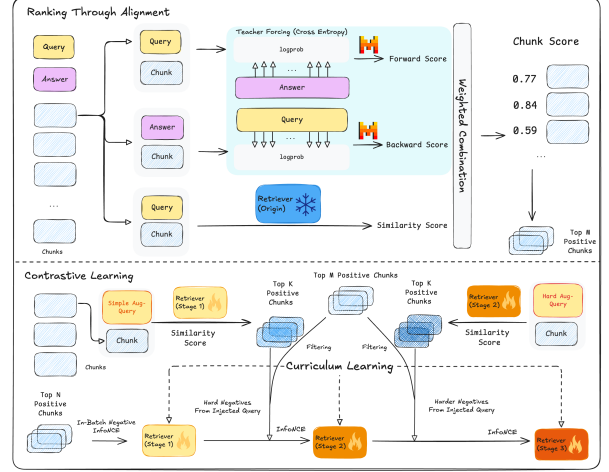 Ranking Through Alignment
Query
Answer
...
Chunks
Query
Chunk
Answer
Chunk
Query
Chunk
Teacher Forcing (Cross Entropy)
logprob
...
Answer
Query
...
logprob
Forward Score
Backward Score
Retriever
(Origin)
Similarity Score
Weighted Combination
Chunk Score
0.77
0.84
0.59
...
Top M
Positive
Chunks
Contrastive Learning
Chunks
Simple Aug-
Query
Chunk
Retriever
(Stage 1)
Similarity
Score
Top K
Positive
Chunks
Top M Positive Chunks
Filtering
Filtering
Top K
Positive
Chunks
Retriever
(Stage 2)
Similarity
Score
Hard Aug-
Query
Chunk
Curriculum Learning
Top N
Positive
Chunks
In-Batch Negative
InfoNCE
Retriever
(Stage 1)
Hard Negatives
From Injected Query
InfoNCE
Retriever
(Stage 2)
Harder Negatives
From Injected Query
InfoNCE
Retriever
(Stage 3)